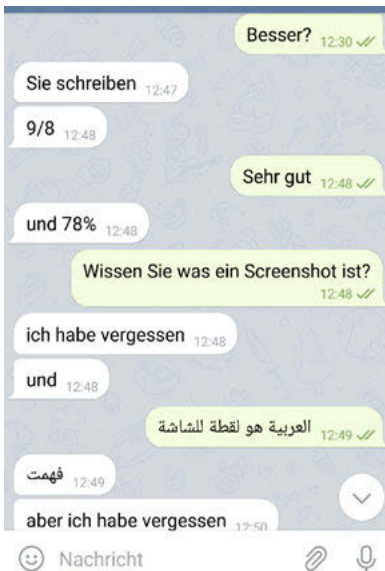 Besser? 12:30
Sie schreiben 12:47
9/8 12:48
Sehr gut 12:48
und 78% 12:48
Wissen Sie was ein Screenshot ist?
12:48
ich habe vergessen 12:48
und 12:48
العربية هو لقطة للشاشة 12:49
فهمت 12:49
aber ich habe vergessen 12:50
Nachricht